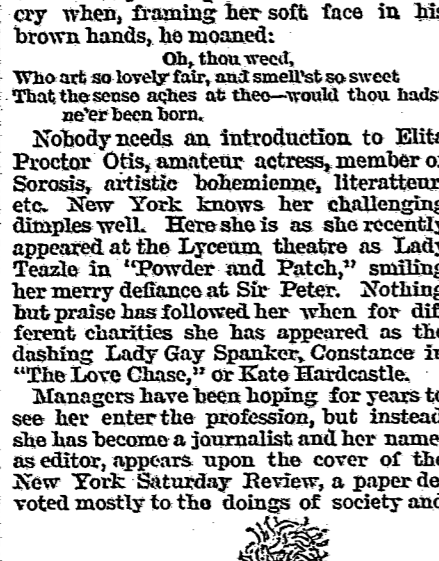 cry when, framing her soft face in his
brown hands, he moaned:
Oh, thou weed,
Who art so lovely fair, and smell'st so sweet
That the sense aches at thee—would thou hads
ne'er been born.
Nobody needs an introduction to Elita
Proctor Otis, amateur actress, member o
Sorosis, artistic bohemienne, literatteur
etc. New York knows her challenging
dimples well. Here she is as she recently
appeared at the Lyceum theatre as Lady
Teazle in "Powder and Patch," smiling
her merry defiance at Sir Peter. Nothing
but praise has followed her when for dif
ferent charities she has appeared as the
dashing Lady Gay Spanker, Constance in
"The Love Chase," or Kate Hardcastle.
Managers have been hoping for years to
see her enter the profession, but instead
she has become a journalist and her name
as editor, appears upon the cover of the
New York Saturday Review, a paper de
voted mostly to the doings of society and